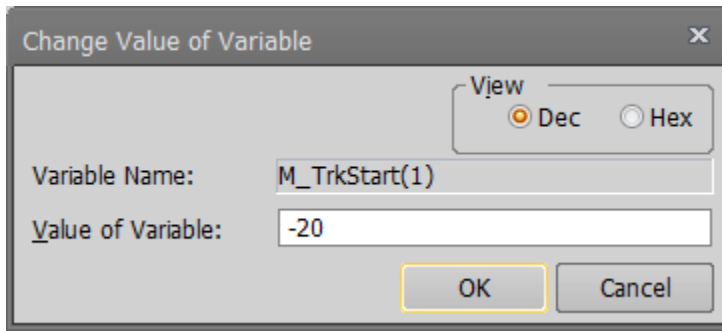 Change Value of Variable
View
Dec Hex
Variable Name: M_TrkStart(1)
Value of Variable: -20
OK Cancel